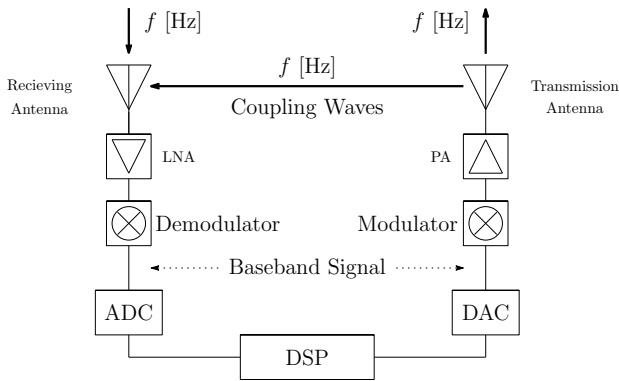 f [Hz]
f [Hz]
f [Hz]
Recieving
Antenna
Coupling Waves
Transmission
Antenna
LNA
PA
Demodulator
Modulator
Baseband Signal
ADC
DAC
DSP